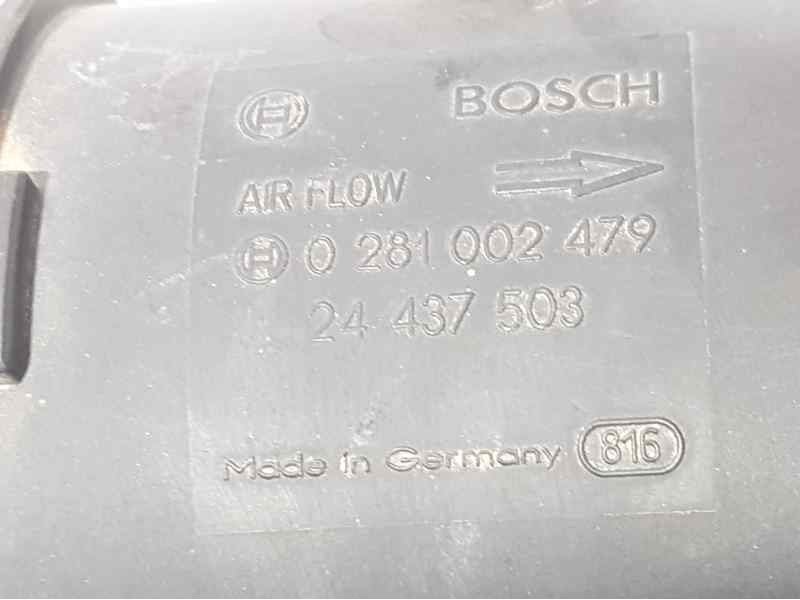 BOSCH
AIR FLOW
0 281 002 479
24 437 503
Made in Germany 816